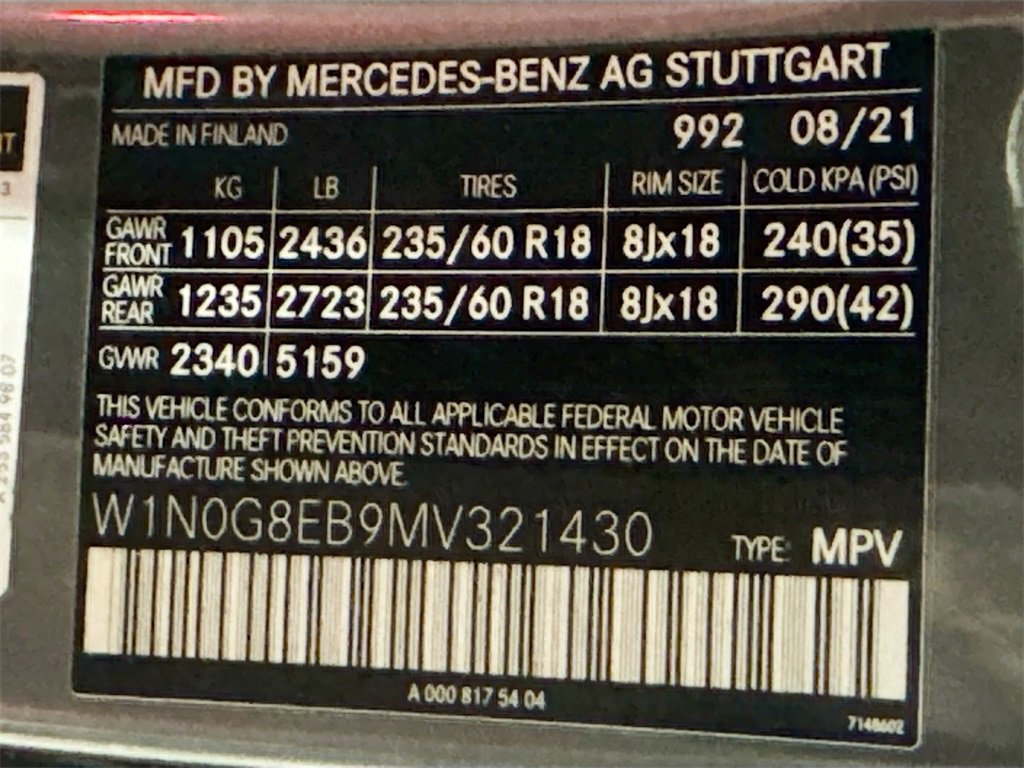 MFD BY MERCEDES-BENZ AG STUTTGART
MADE IN FINLAND 992 08/21
KG LB TIRES RIM SIZE COLD KPA (PSI)
GAWR FRONT 1105 2436 235/60 R18 8Jx18 240(35)
GAWR REAR 1235 2723 235/60 R18 8Jx18 290(42)
GVWR 2340 5159
THIS VEHICLE CONFORMS TO ALL APPLICABLE FEDERAL MOTOR VEHICLE
SAFETY AND THEFT PREVENTION STANDARDS IN EFFECT ON THE DATE OF
MANUFACTURE SHOWN ABOVE.
W1N0G8EB9MV321430 TYPE: MPV
A 000 817 54 04
7148602